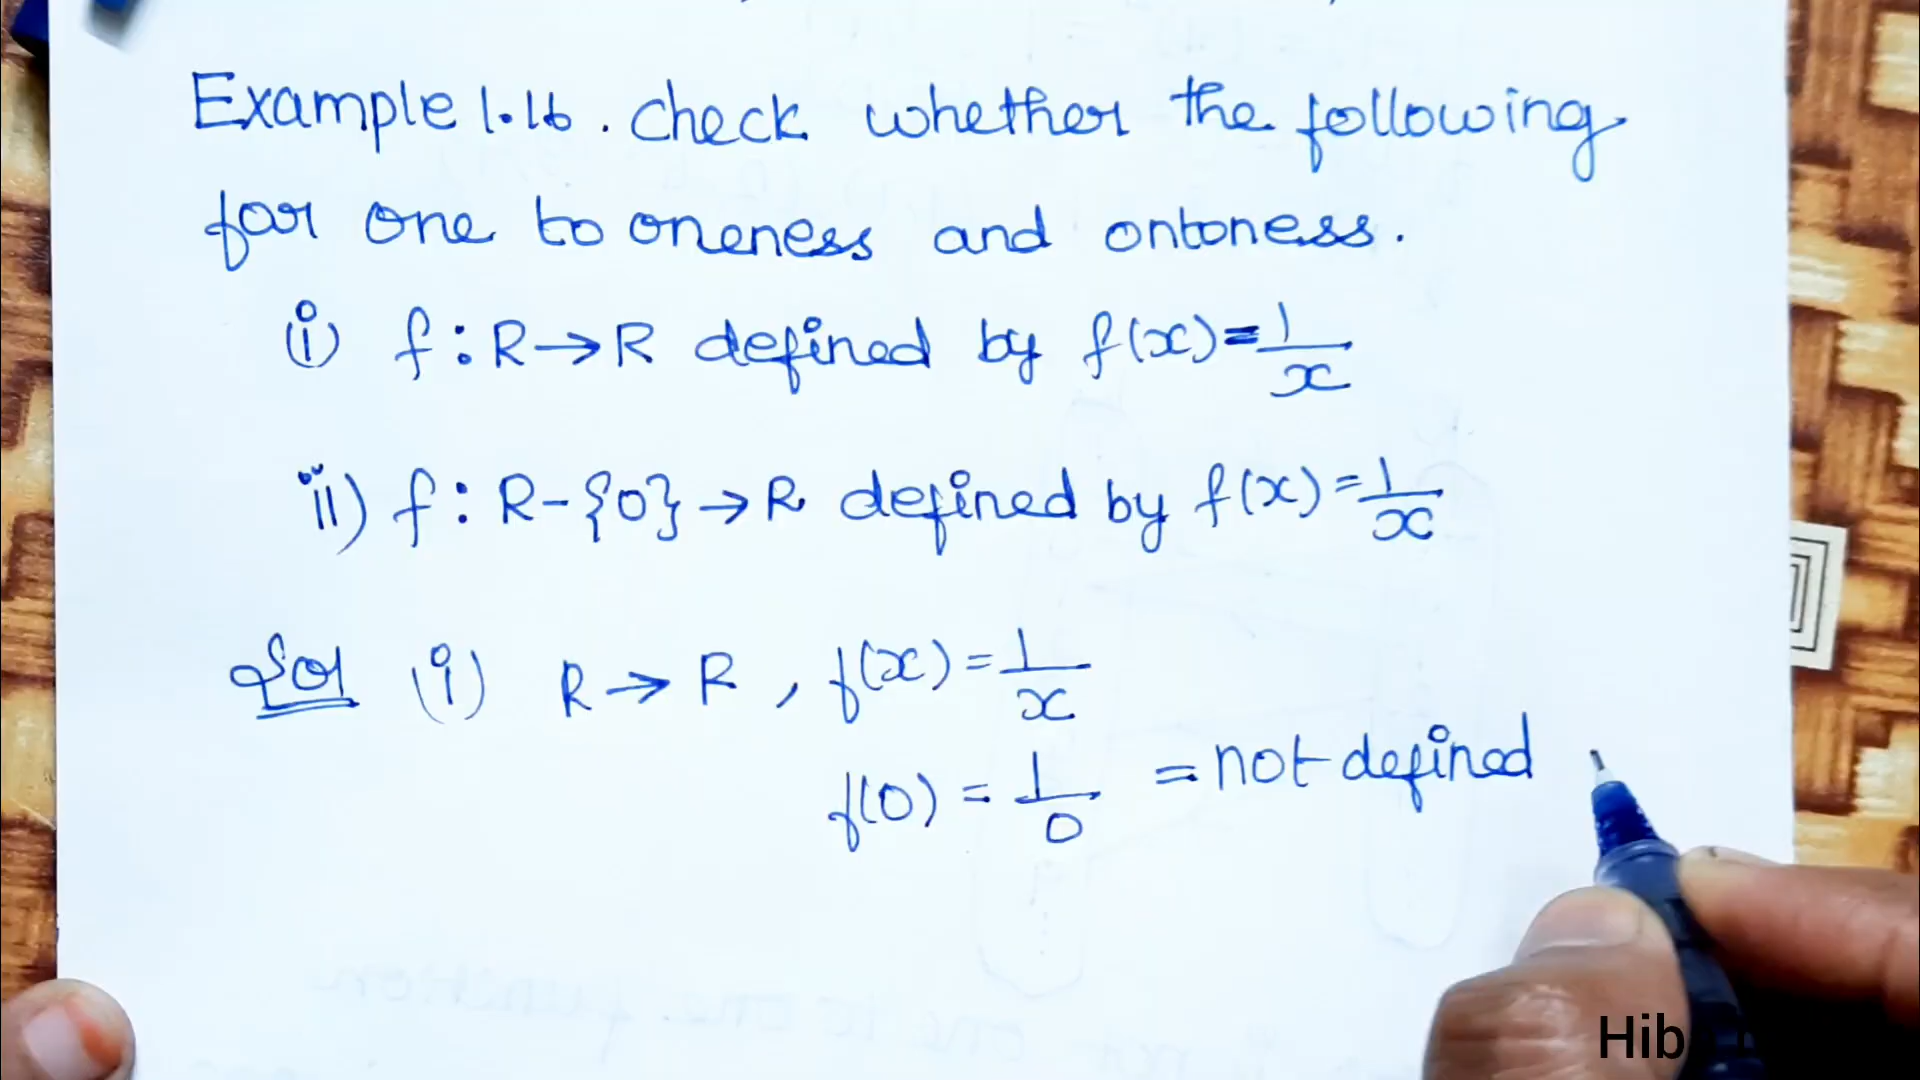 Example 1.16. check whether the following
for one to oneness and ontoness.
(i) f : R→R defined by f(x)=1/x
ii) f : R-{0}→R defined by f(x)=1/x
Sol (i) R→R , f(x)=1/x
f(0) = 1/0 = not defined